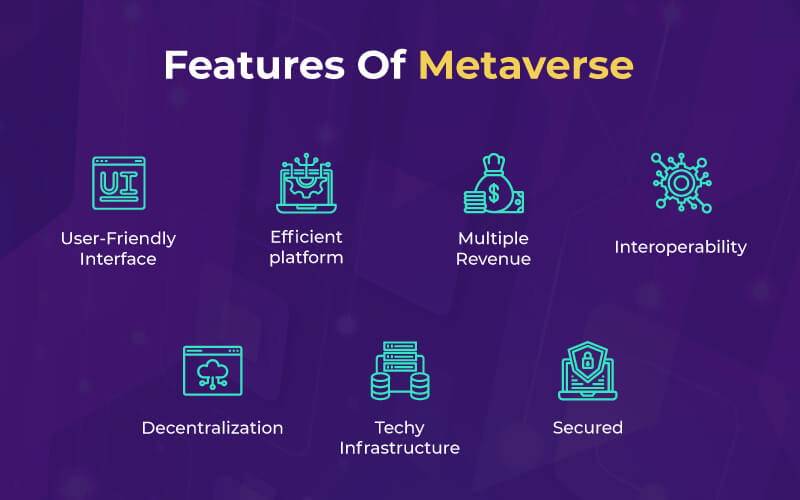 Features Of Metaverse
UI
User-Friendly
Interface
Efficient
platform
$
Multiple
Revenue
Interoperability
Decentralization
Techy
Infrastructure
Secured